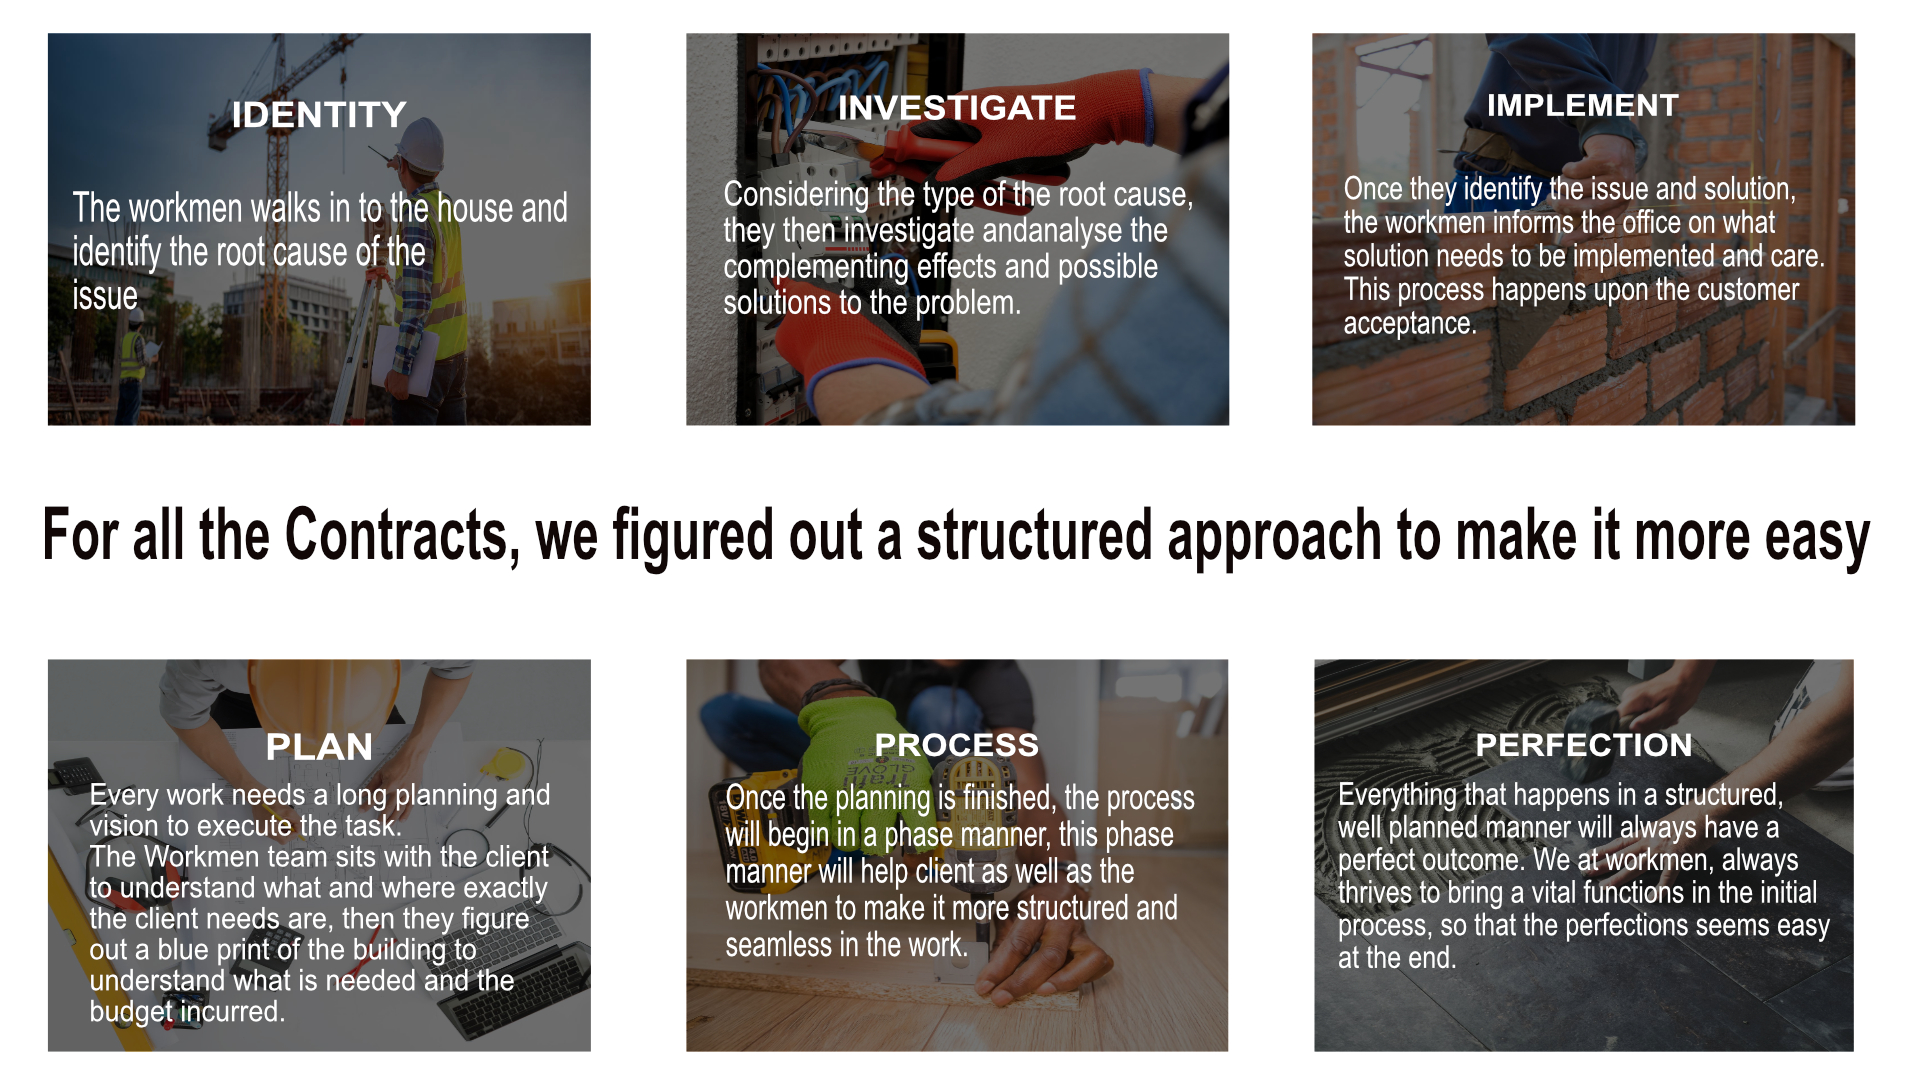 IDENTITY
The workmen walks in to the house and
identify the root cause of the
issue
INVESTIGATE
Considering the type of the root cause,
they then investigate andanalyse the
complementing effects and possible
solutions to the problem.
IMPLEMENT
Once they identify the issue and solution,
the workmen informs the office on what
solution needs to be implemented and care.
This process happens upon the customer
acceptance.
For all the Contracts, we figured out a structured approach to make it more easy
PLAN
Every work needs a long planning and
vision to execute the task.
The Workmen team sits with the client
to understand what and where exactly
the client needs are, then they figure
out a blue print of the building to
understand what is needed and the
budget incurred.
PROCESS
Once the planning is finished, the process
will begin in a phase manner, this phase
manner will help client as well as the
workmen to make it more structured and
seamless in the work.
PERFECTION
Everything that happens in a structured,
well planned manner will always have a
perfect outcome. We at workmen, always
thrives to bring a vital functions in the initial
process, so that the perfections seems easy
at the end.